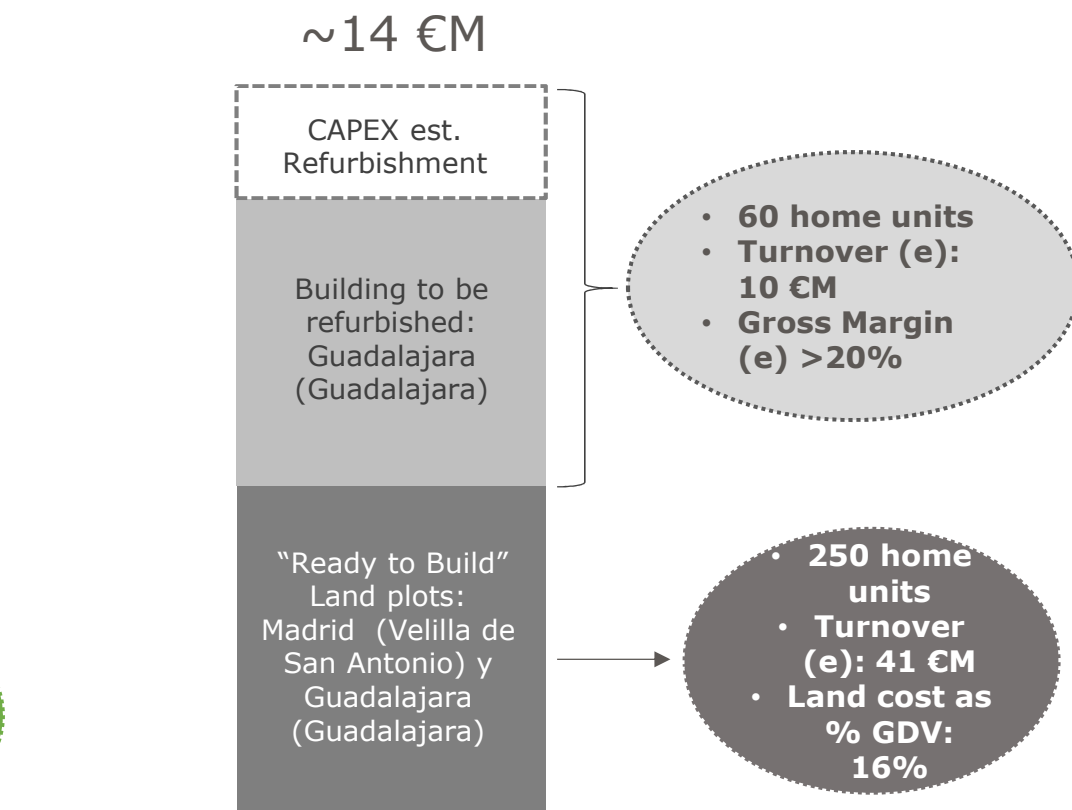 ~14 €M
CAPEX est.
Refurbishment
Building to be
refurbished:
Guadalajara
(Guadalajara)
• 60 home units
• Turnover (e):
10 €M
• Gross Margin
(e) >20%
“Ready to Build”
Land plots:
Madrid (Velilla de
San Antonio) y
Guadalajara
(Guadalajara)
• 250 home
units
• Turnover
(e): 41 €M
• Land cost as
% GDV:
16%